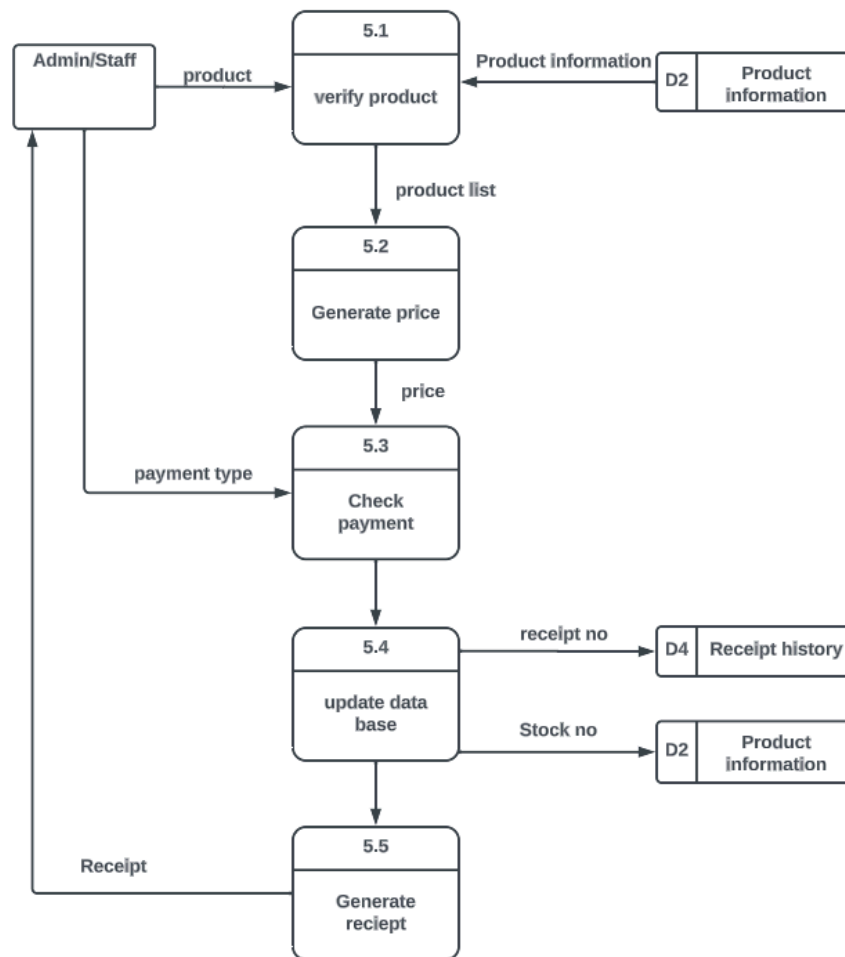 5.1
Admin/Staff
product
verify product
Product information
D2
Product
information
product list
5.2
Generate price
price
5.3
payment type
Check
payment
5.4
update data
base
receipt no
D4
Receipt history
Stock no
D2
Product
information
5.5
Receipt
Generate
reciept